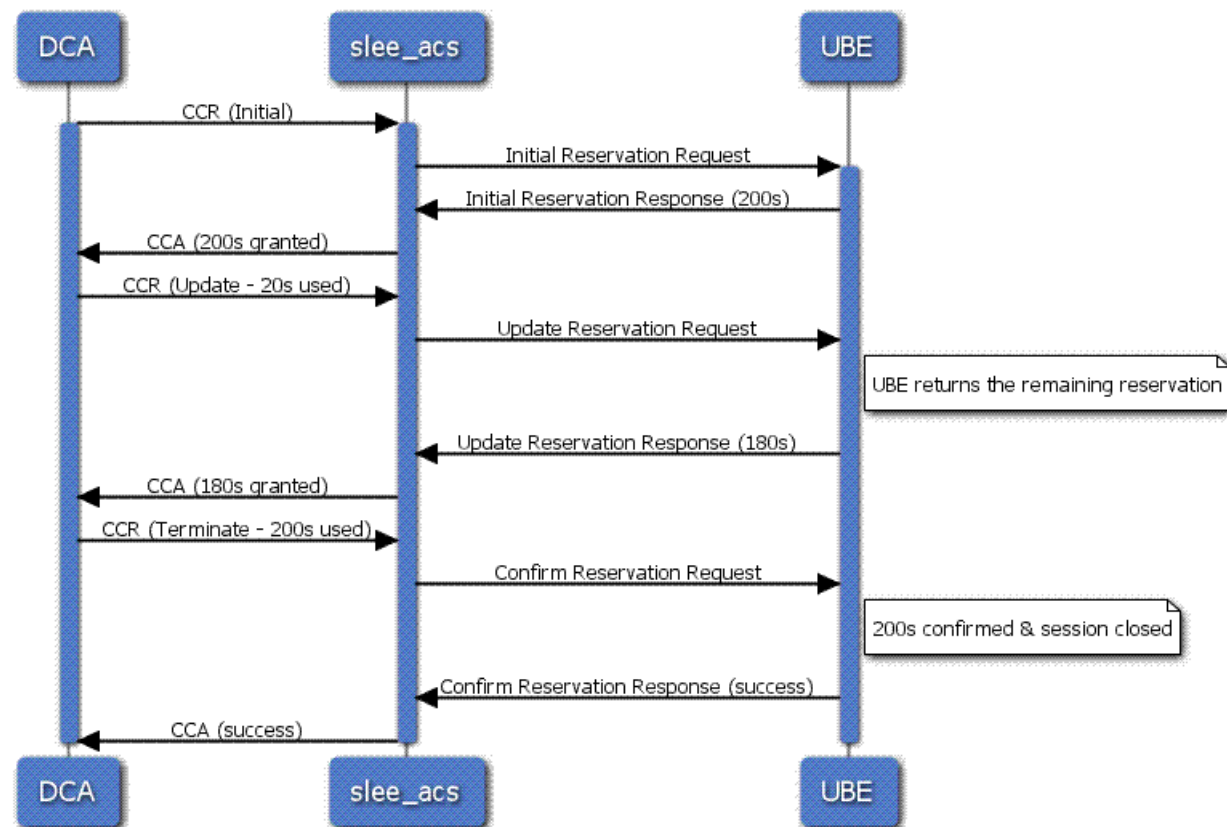 DCA
slee_acs
UBE
CCR (Initial)
Initial Reservation Request
Initial Reservation Response (200s)
CCA (200s granted)
CCR (Update - 20s used)
Update Reservation Request
UBE returns the remaining reservation
Update Reservation Response (180s)
CCA (180s granted)
CCR (Terminate - 200s used)
Confirm Reservation Request
200s confirmed & session closed
Confirm Reservation Response (success)
CCA (success)
DCA
slee_acs
UBE